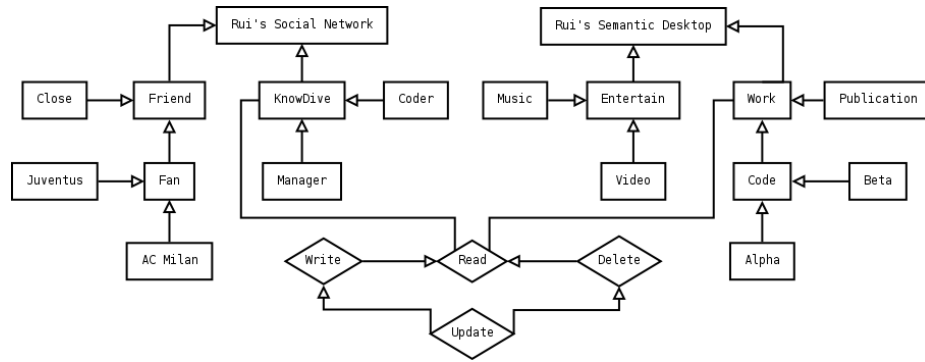 Rui's Social Network
Rui's Semantic Desktop
Close
Friend
KnowDive
Coder
Music
Entertain
Work
Publication
Juventus
Fan
Manager
Video
Code
Beta
AC Milan
Write
Read
Delete
Alpha
Update